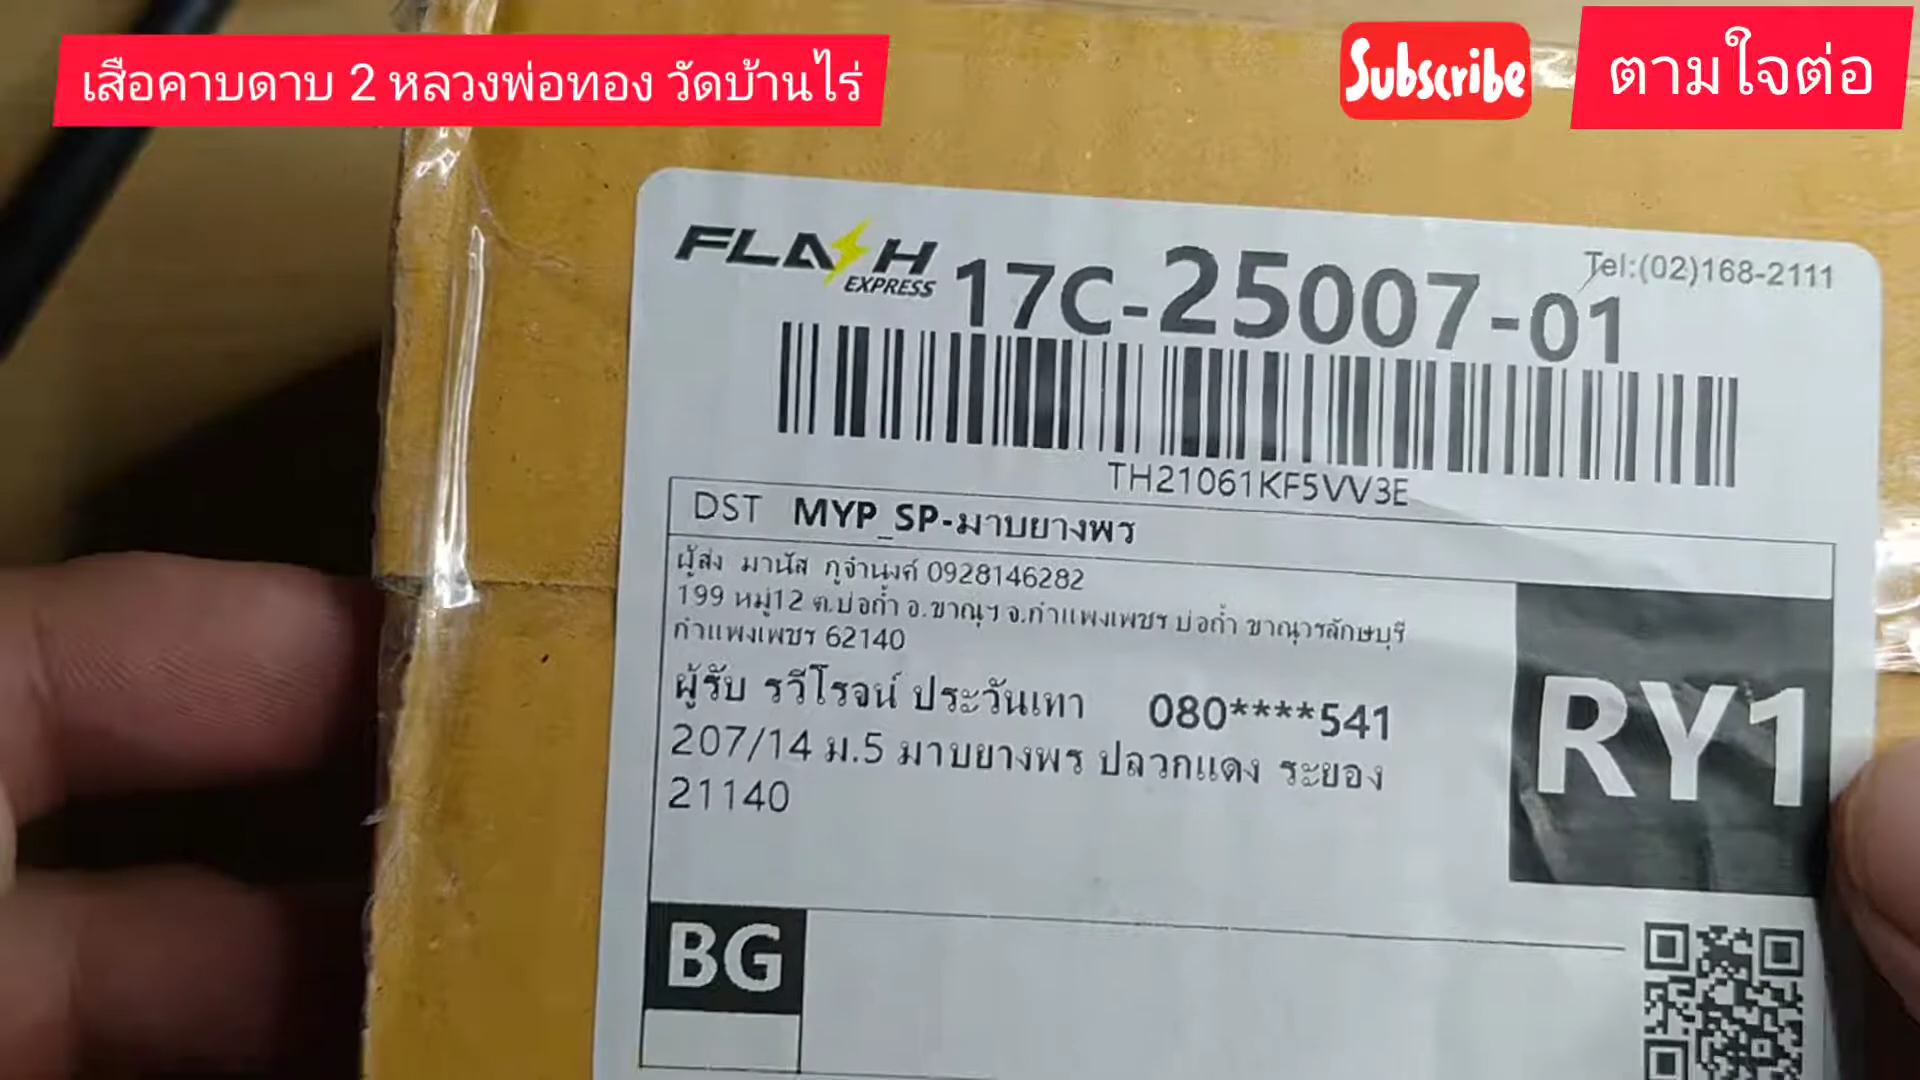 เสือคาบดาบ 2 หลวงพ่อทอง วัดบ้านไร่
Subscribe
ตามใจต่อ
FLASH EXPRESS
17C-25007-01
Tel:(02)168-2111
TH21061KF5VV3E
DST MYP_SP-มาบยางพร
ผู้ส่ง มานัส ภูจำนงค์ 0928146282
199 หมู่12 ต.บ่อถ้ำ อ.ขาณุฯ จ.กำแพงเพชร บ่อถ้ำ ขาณุวรลักษบุรี
กำแพงเพชร 62140
ผู้รับ รวีโรจน์ ประวันเทา 080****541
207/14 ม.5 มาบยางพร ปลวกแดง ระยอง
21140
RY1
BG